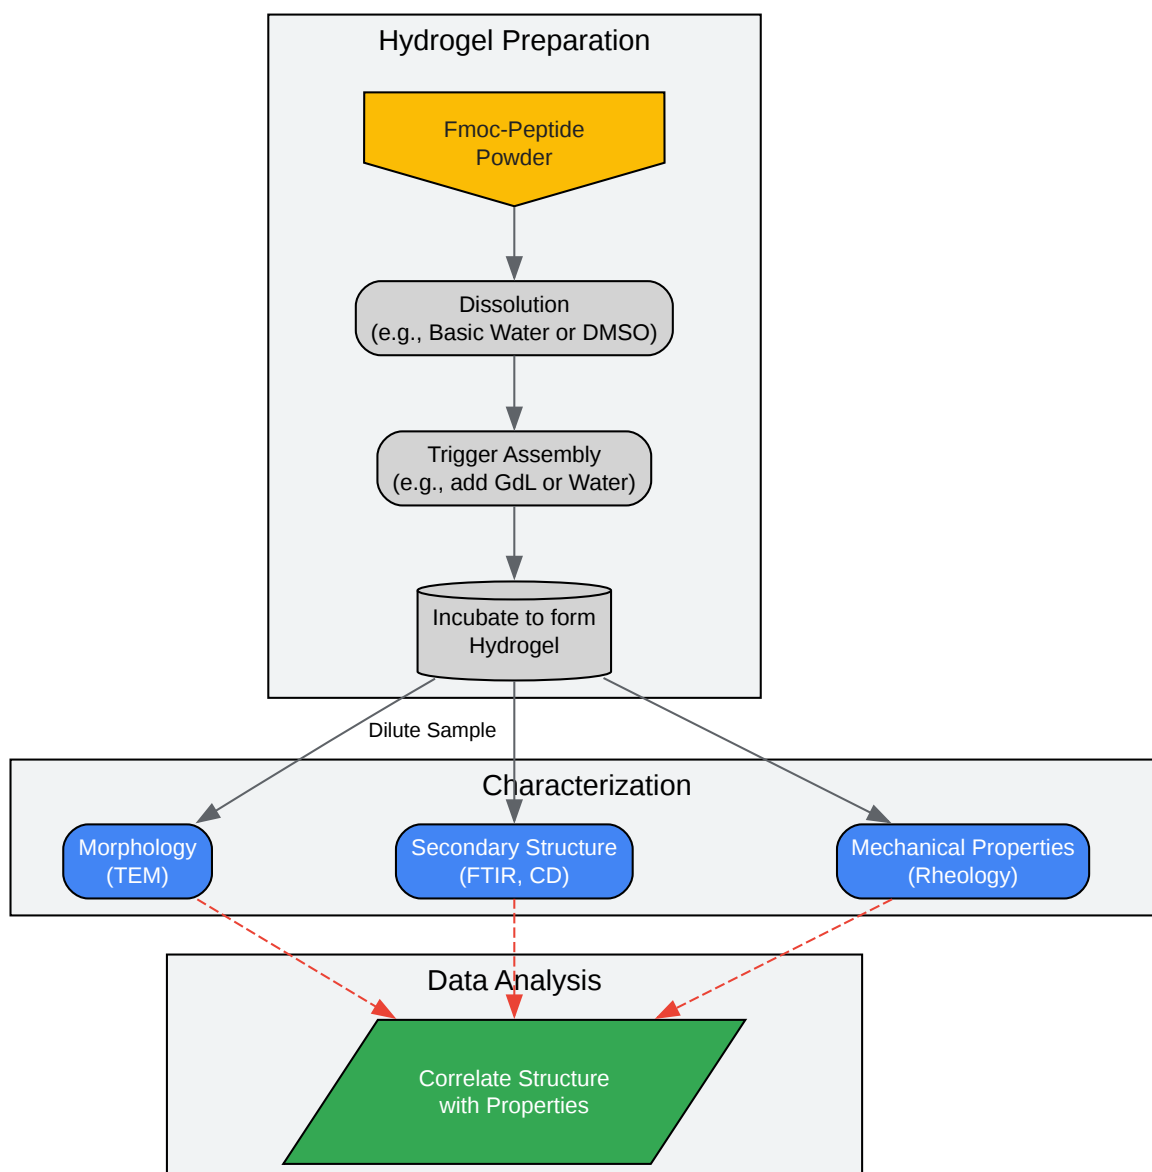 Hydrogel Preparation
Fmoc-Peptide
Powder
Dissolution
(e.g., Basic Water or DMSO)
Trigger Assembly
(e.g., add GdL or Water)
Incubate to form
Hydrogel
Dilute Sample
Characterization
Morphology
(TEM)
Secondary Structure
(FTIR, CD)
Mechanical Properties
(Rheology)
Data Analysis
Correlate Structure
with Properties